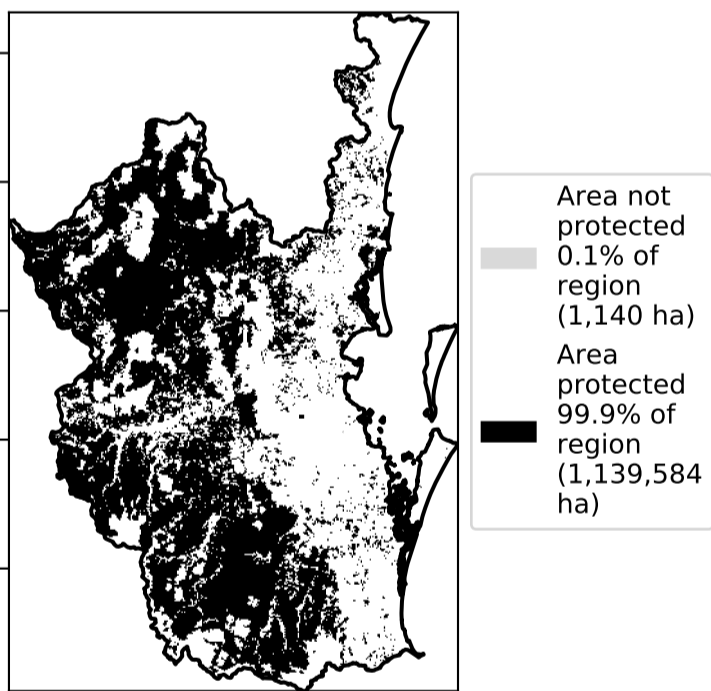 Area not
protected
0.1% of
region
(1,140 ha)
Area
protected
99.9% of
region
(1,139,584
ha)